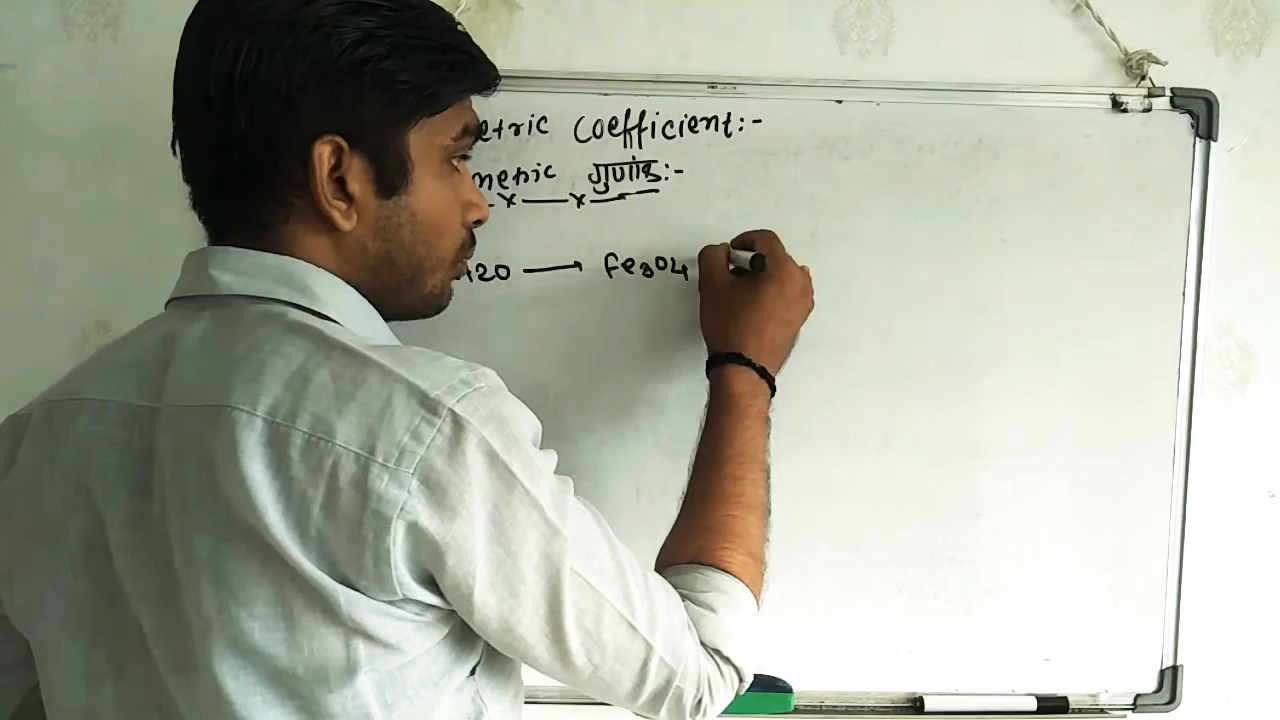 etric coefficient:-
metric गुणांक:-
H2O → Fe3O4